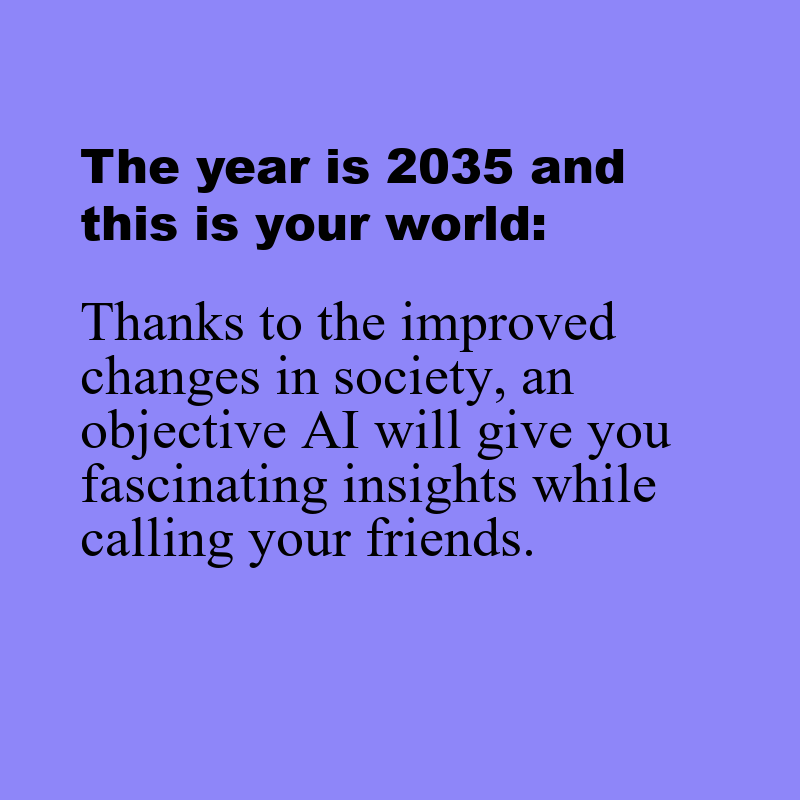 The year is 2035 and
this is your world:
Thanks to the improved
changes in society, an
objective AI will give you
fascinating insights while
calling your friends.